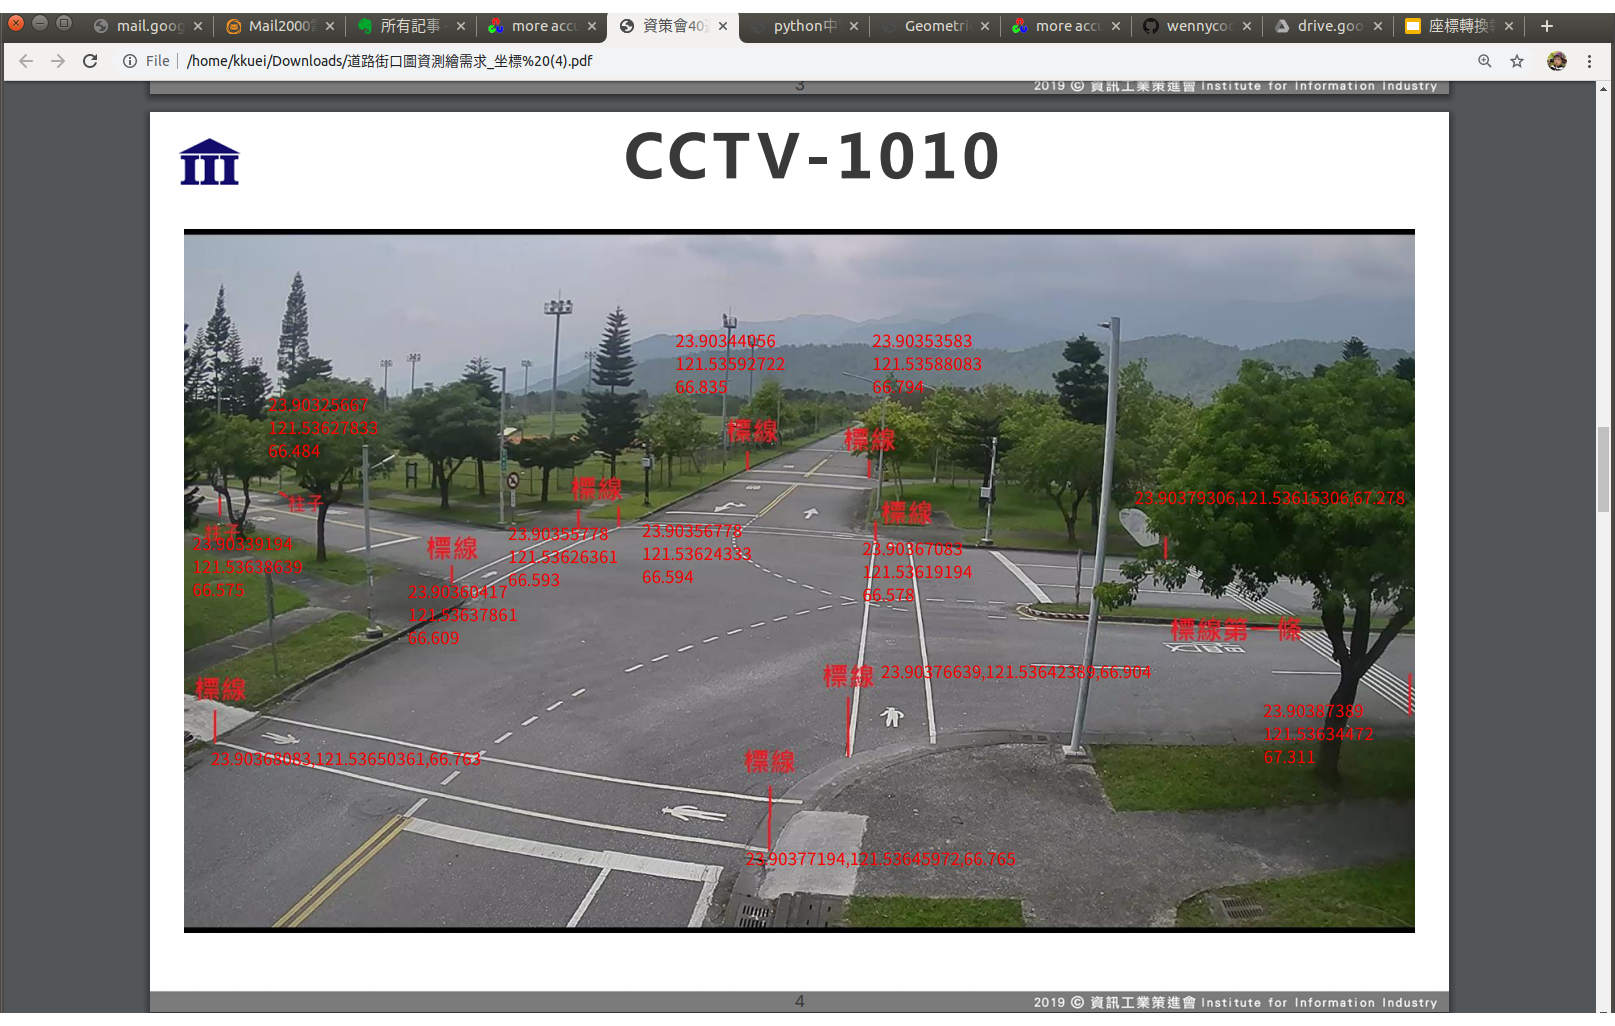 mail.goog
Mail2000
所有記事
more accu
資策會40
python中
Geometri
more accu
wennycoc
drive.goo
座標轉換
File
/home/kkuei/Downloads/道路街口圖資測繪需求_坐標%20(4).pdf
3
2019 © 資訊工業策進會 Institute for Information Industry
CCTV-1010
23.90344056
121.53592722
66.835
23.90353583
121.53588083
66.794
23.90325667
121.53627833
66.484
標線
標線
標線
柱子
23.90379306,121.53615306,67.278
標線
柱子
23.90339194
121.53638639
66.575
標線
23.90355778
121.53626361
66.593
23.90356778
121.53624333
66.594
23.90367083
121.53619194
66.578
23.90360417
121.53637861
66.609
標線第一條
標線
標線
23.90376639,121.53642389,66.904
23.90387389
121.53634472
67.311
23.90368083,121.53650361,66.763
標線
23.90377194,121.53645972,66.765
4
2019 © 資訊工業策進會 Institute for Information Industry